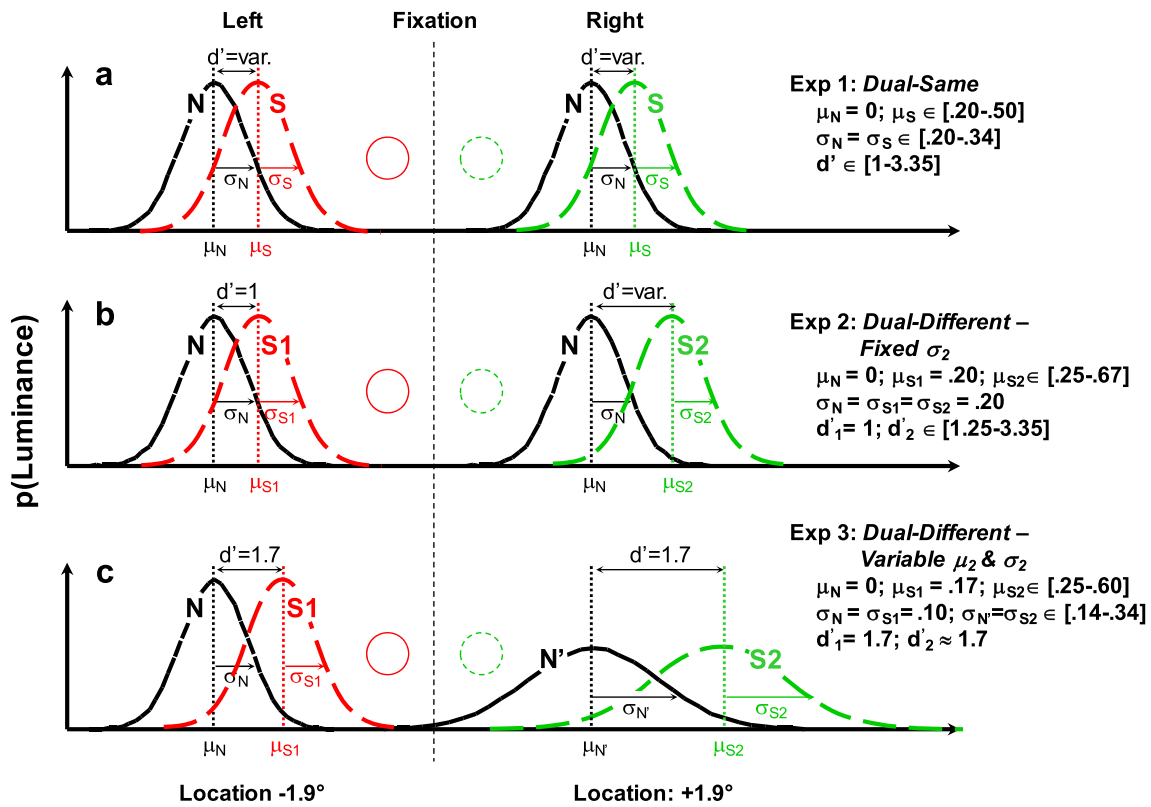 Left Fixation Right
a
d'=var.
N S
σN σS
μN μS
d'=var.
N S
σN σS
μN μS
Exp 1: Dual-Same
μN = 0; μS ∈ [.20-.50]
σN = σS ∈ [.20-.34]
d' ∈ [1-3.35]
p(Luminance)
b
d'=1
N S1
σN σS1
μN μS1
d'=var.
N S2
σN σS2
μN μS2
Exp 2: Dual-Different –
Fixed σ2
μN = 0; μS1 = .20; μS2 ∈ [.25-.67]
σN = σS1= σS2 = .20
d'1= 1; d'2 ∈ [1.25-3.35]
c
d'=1.7
N S1
σN σS1
μN μS1
d'=1.7
N' S2
σN' σS2
μN' μS2
Exp 3: Dual-Different –
Variable μ2 & σ2
μN = 0; μS1 = .17; μS2∈ [.25-.60]
σN = σS1= .10; σN'=σS2 ∈ [.14-.34]
d'1= 1.7; d'2 ≈ 1.7
Location -1.9° Location: +1.9°